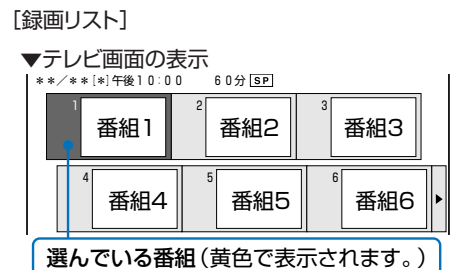 [録画リスト]
▼テレビ画面の表示
**/**[*]午後10:00 60分 SP
1 番組1 2 番組2 3 番組3
4 番組4 5 番組5 6 番組6 ▶
選んでいる番組(黄色で表示されます。)